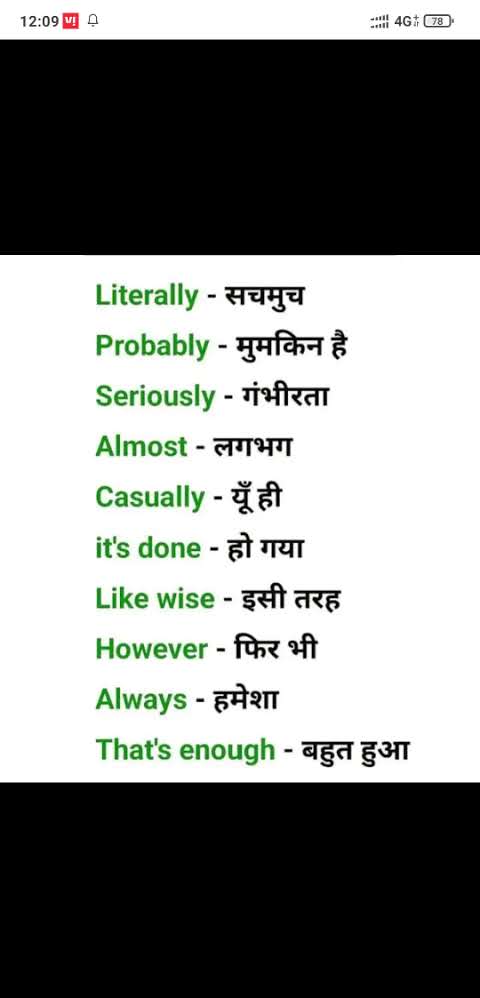 12:09 VI 4G 78
Literally - सचमुच
Probably - मुमकिन है
Seriously - गंभीरता
Almost - लगभग
Casually - यूँ ही
it's done - हो गया
Like wise - इसी तरह
However - फिर भी
Always - हमेशा
That's enough - बहुत हुआ